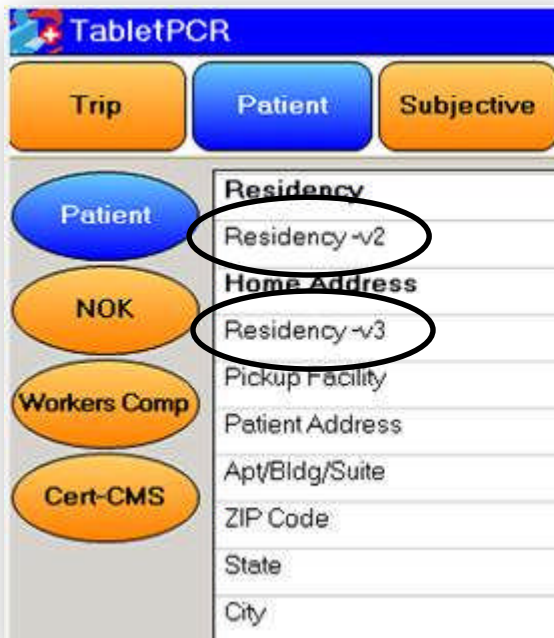 TabletPCR
Trip
Patient
Subjective
Patient
NOK
Workers Comp
Cert-CMS
Residency
Residency -v2
Home Address
Residency -v3
Pickup Facility
Patient Address
Apt/Bldg/Suite
ZIP Code
State
City